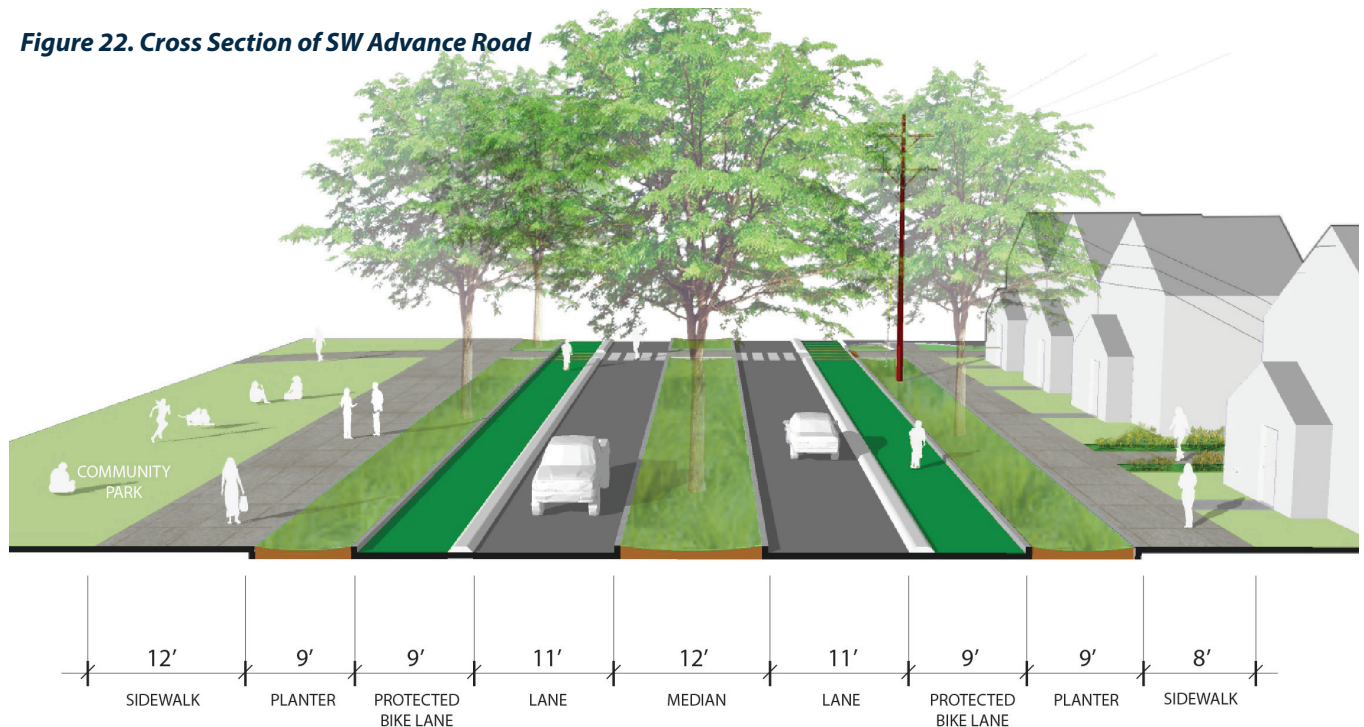 Figure 22. Cross Section of SW Advance Road
COMMUNITY
PARK
12’ 9’ 9’ 11’ 12’ 11’ 9’ 9’ 8’
SIDEWALK PLANTER PROTECTED LANE MEDIAN LANE PROTECTED PLANTER SIDEWALK
BIKE LANE BIKE LANE